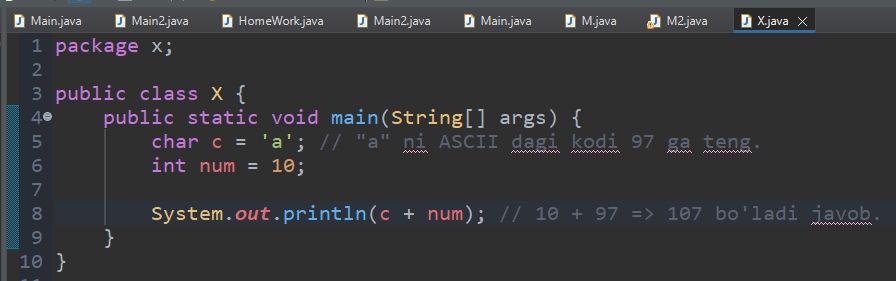 Main.java Main2.java HomeWork.java Main2.java Main.java M.java M2.java X.java
1 package x;
2
3 public class X {
4 public static void main(String[] args) {
5 char c = 'a'; // "a" ni ASCII dagi kodi 97 ga teng.
6 int num = 10;
7
8 System.out.println(c + num); // 10 + 97 => 107 bo'ladi javob.
9 }
10 }